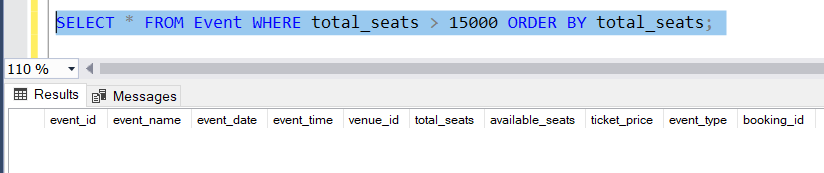 SELECT * FROM Event WHERE total_seats > 15000 ORDER BY total_seats;
110 %
Results Messages
event_id event_name event_date event_time venue_id total_seats available_seats ticket_price event_type booking_id